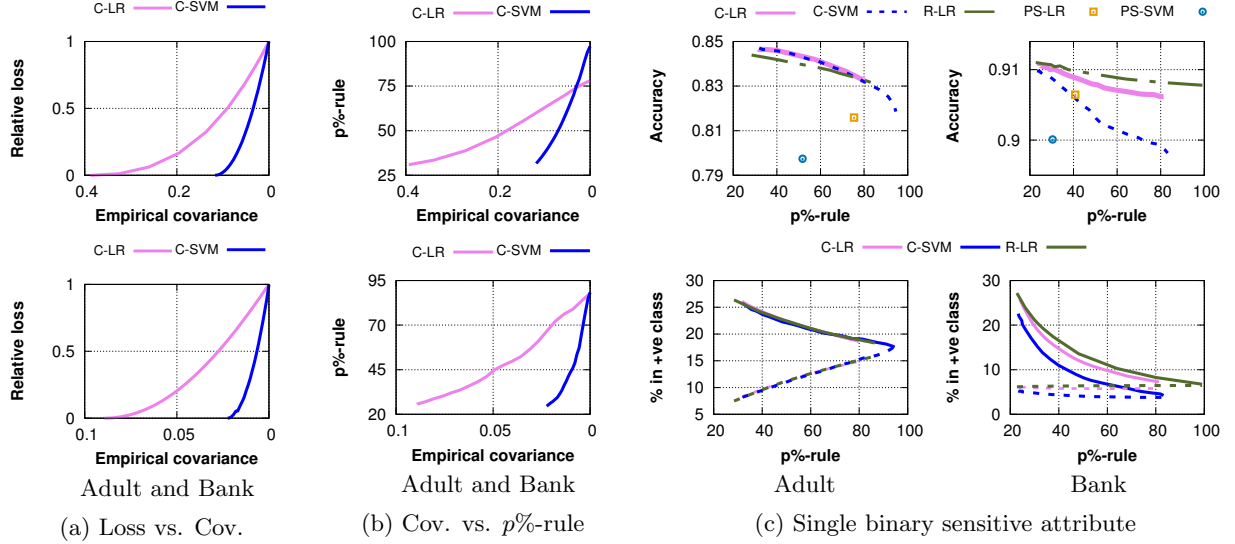 C-LR C-SVM
Relative loss
1
0.5
0
0.4 0.2 0
Empirical covariance
C-LR C-SVM
p%-rule
100
75
50
25
0.4 0.2 0
Empirical covariance
C-LR C-SVM R-LR PS-LR PS-SVM
Accuracy
0.85
0.83
0.81
0.79
20 40 60 80 100
p%-rule
Accuracy
0.91
0.9
20 40 60 80 100
p%-rule
C-LR C-SVM
Relative loss
1
0.5
0
0.1 0.05 0
Empirical covariance
C-LR C-SVM
p%-rule
95
70
45
20
0.1 0.05 0
Empirical covariance
C-LR C-SVM R-LR
% in +ve class
30
25
20
15
10
5
20 40 60 80 100
p%-rule
% in +ve class
30
20
10
0
20 40 60 80 100
p%-rule
Adult and Bank
Adult and Bank
Adult
Bank
(a) Loss vs. Cov.
(b) Cov. vs. p%-rule
(c) Single binary sensitive attribute